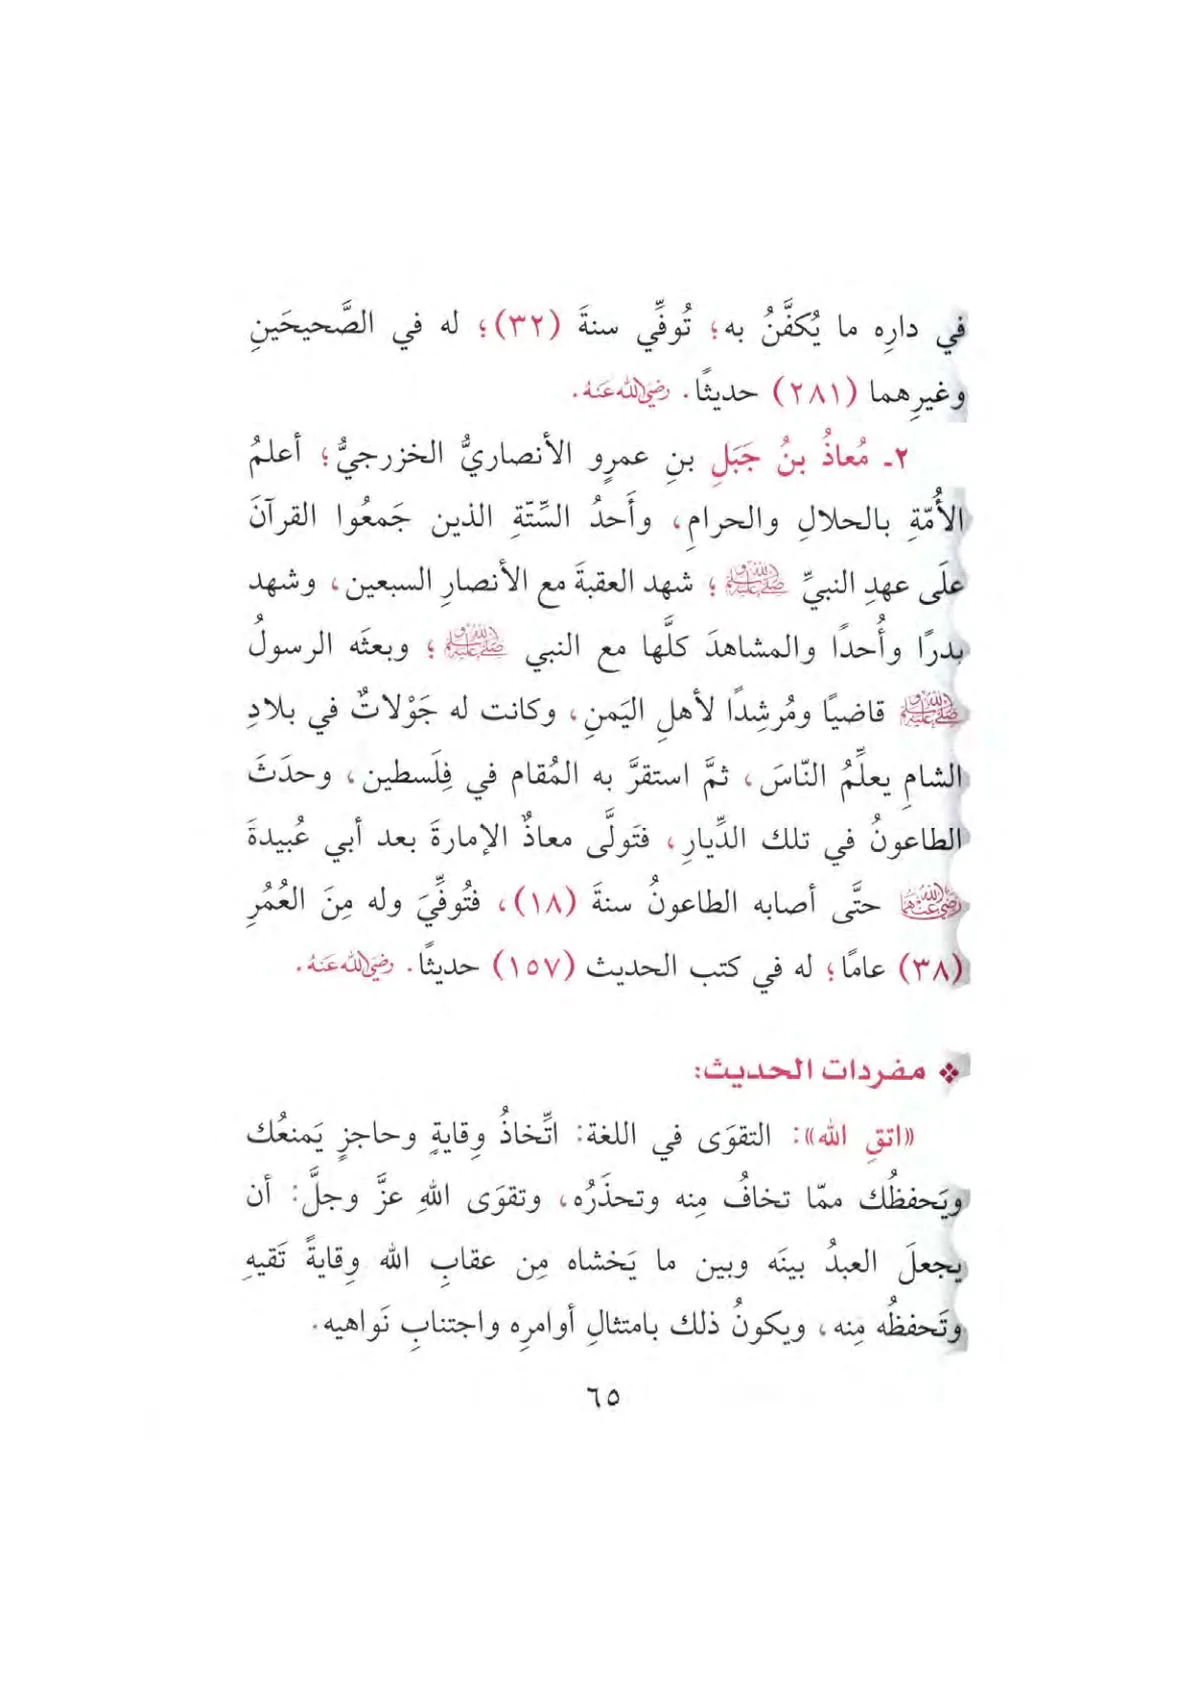 في دارِه ما يُكفَّنُ به؛ تُوفِّي سنةَ (٣٢)؛ له في الصَّحيحَينِ
وغيرِهما (٢٨١) حديثًا. رضي الله عنه.
٢ـ مُعاذُ بنُ جَبَلِ بنِ عمرٍو الأنصاريُّ الخزرجيُّ؛ أعلمُ
الأُمّةِ بالحلالِ والحرامِ، وأَحدُ السِّتّةِ الذين جَمعُوا القرآنَ
علَى عهدِ النبيِّ ﷺ؛ شهد العقبةَ مع الأنصارِ السبعين، وشهد
بدرًا وأُحدًا والمشاهدَ كلَّها مع النبي ﷺ؛ وبعثَه الرسولُ
ﷺ قاضيًا ومُرشِدًا لأهلِ اليَمنِ، وكانت له جَوْلاتٌ في بلادِ
الشامِ يعلِّمُ النّاسَ، ثمَّ استقرَّ به المُقام في فِلَسطين، وحدَثَ
الطاعونُ في تلك الدِّيارِ، فتَولَّى معاذٌ الإمارةَ بعد أبي عُبيدةَ
رضي الله عنهما حتَّى أصابه الطاعونُ سنةَ (١٨)، فتُوفِّيَ وله مِنَ العُمُرِ
(٣٨) عامًا؛ له في كتب الحديث (١٥٧) حديثًا. رضي الله عنه.
❖ مفردات الحديث:
«اتقِ الله»: التقوَى في اللغة: اتِّخاذُ وِقايةٍ وحاجزٍ يَمنعُك
ويَحفظُك ممّا تخافُ مِنه وتحذَرُه، وتقوَى اللهِ عزَّ وجلَّ: أن
يجعلَ العبدُ بينَه وبين ما يَخشاه مِن عقابِ الله وِقايةً تَقيهِ
وتَحفظُه مِنه، ويكونُ ذلك بامتثالِ أوامرِه واجتنابِ نَواهيه.
٦٥